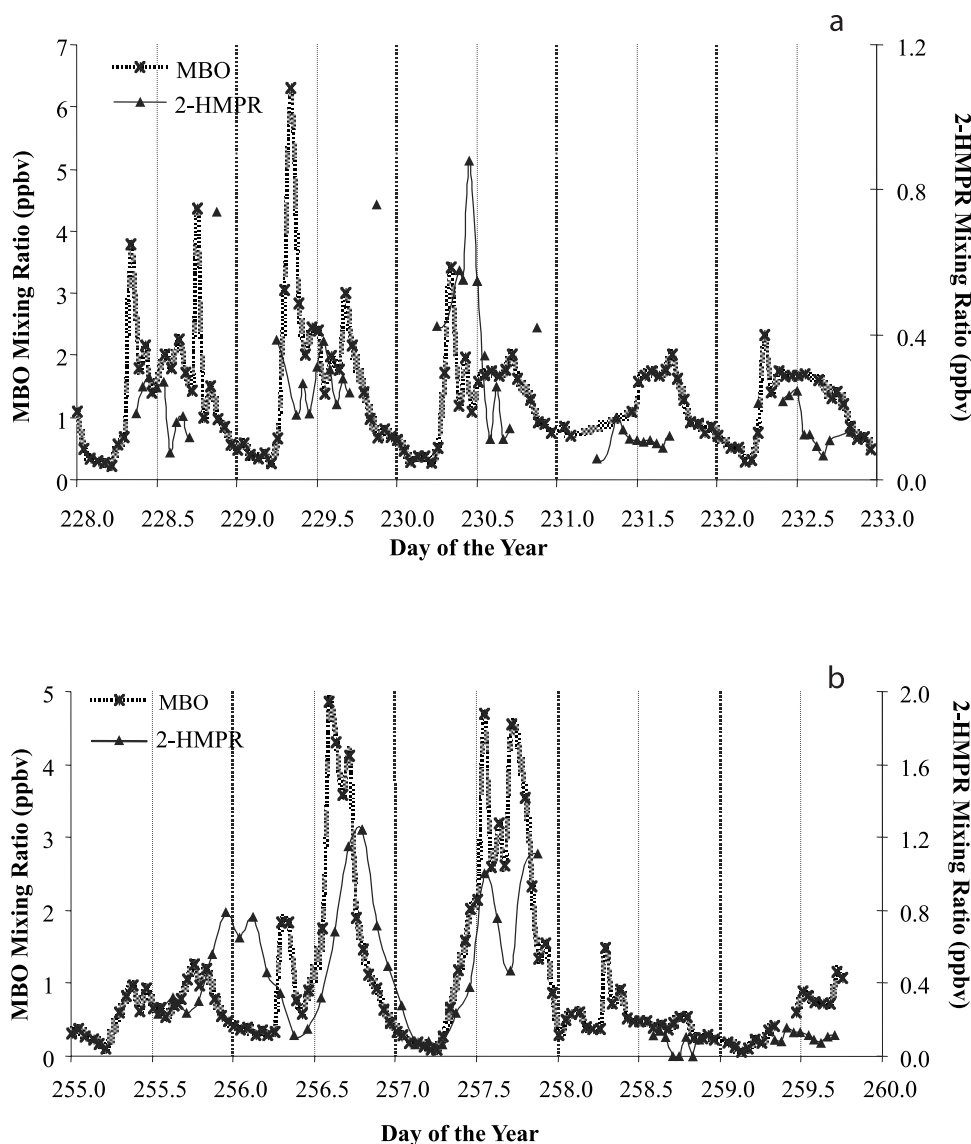 a
7
6
5
4
3
2
1
0
MBO Mixing Ratio (ppbv)
MBO
2-HMPR
1.2
0.8
0.4
0.0
2-HMPR Mixing
Ratio (ppbv)
228.0 228.5 229.0 229.5 230.0 230.5 231.0 231.5 232.0 232.5 233.0
Day of the Year
b
5
4
3
2
1
0
MBO Mixing Ratio (ppbv)
MBO
2-HMPR
2.0
1.6
1.2
0.8
0.4
0.0
2-HMPR Mixing
Ratio (ppbv)
255.0 255.5 256.0 256.5 257.0 257.5 258.0 258.5 259.0 259.5 260.0
Day of the Year